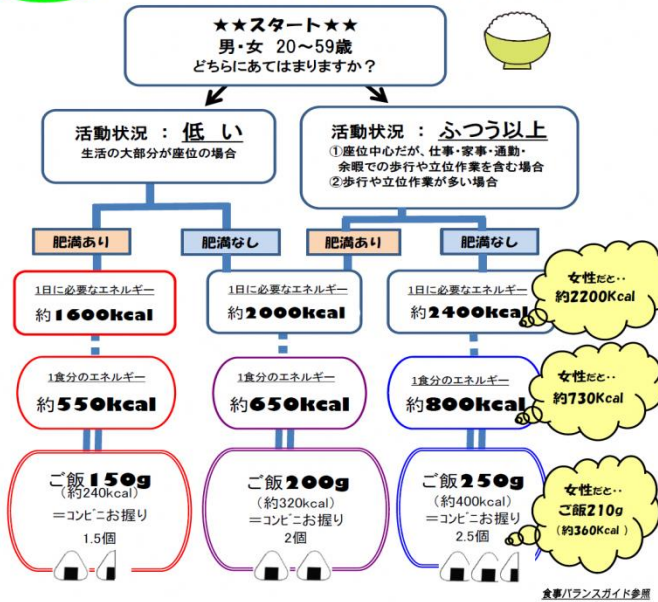 ★★スタート★★
男・女 20～59歳
どちらにあてはまりますか？
活動状況 ： 低 い
生活の大部分が座位の場合
活動状況 ： ふつう以上
①座位中心だが、仕事・家事・通勤・
余暇での歩行や立位作業を含む場合
②歩行や立位作業が多い場合
肥満あり
肥満なし
肥満あり
肥満なし
1日に必要なエネルギー
約1600kcal
1日に必要なエネルギー
約2000kcal
1日に必要なエネルギー
約2400kcal
女性だと‥
約2200Kcal
1食分のエネルギー
約550kcal
1食分のエネルギー
約650kcal
1食分のエネルギー
約800kcal
女性だと‥
約730Kcal
ご飯150g
（約240kcal）
＝コンビニお握り
1.5個
ご飯200g
（約320kcal）
＝コンビニお握り
2個
ご飯250g
（約400kcal）
＝コンビニお握り
2.5個
女性だと‥
ご飯210g
（約360Kcal ）
食事バランスガイド参照